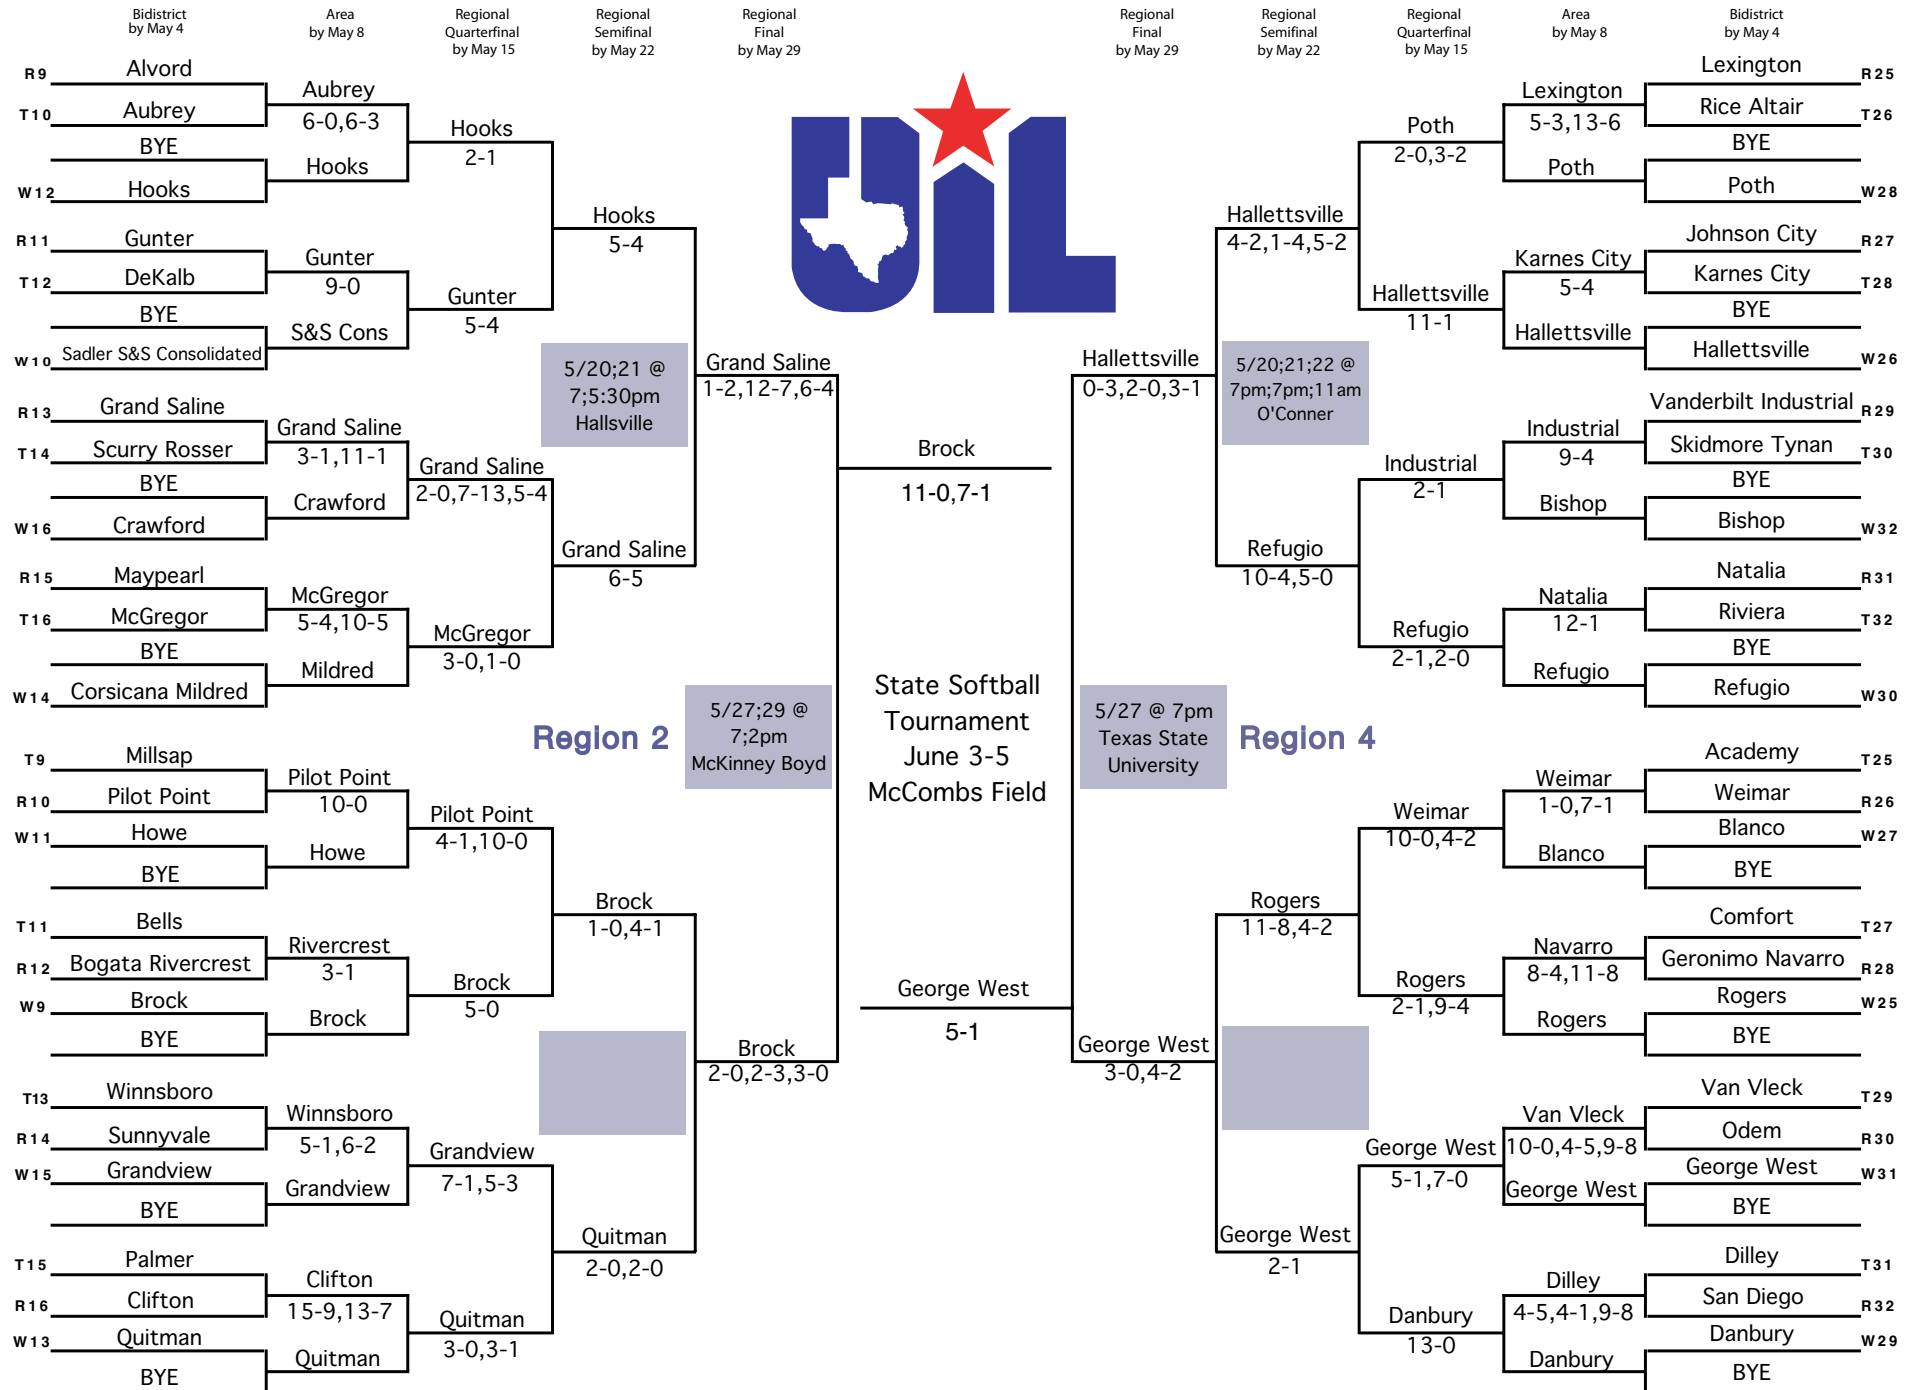 Bidistrict
by May 4
Area
by May 8
Regional
Quarterfinal
by May 15
Regional
Semifinal
by May 22
Regional
Final
by May 29
Regional
Final
by May 29
Regional
Semifinal
by May 22
Regional
Quarterfinal
by May 15
Area
by May 8
Bidistrict
by May 4
R9 Alvord
T10 Aubrey
BYE
W12 Hooks
R11 Gunter
T12 DeKalb
BYE
W10 Sadler S&S Consolidated
R13 Grand Saline
T14 Scurry Rosser
BYE
W16 Crawford
R15 Maypearl
T16 McGregor
BYE
W14 Corsicana Mildred
T9 Millsap
R10 Pilot Point
W11 Howe
BYE
T11 Bells
R12 Bogata Rivercrest
W9 Brock
BYE
T13 Winnsboro
R14 Sunnyvale
W15 Grandview
BYE
T15 Palmer
R16 Clifton
W13 Quitman
BYE
Aubrey
6-0,6-3
Hooks
Gunter
9-0
S&S Cons
Grand Saline
3-1,11-1
Crawford
McGregor
5-4,10-5
Mildred
Pilot Point
10-0
Howe
Rivercrest
3-1
Brock
Winnsboro
5-1,6-2
Grandview
Clifton
15-9,13-7
Quitman
Hooks
2-1
Gunter
5-4
Grand Saline
2-0,7-13,5-4
McGregor
3-0,1-0
Pilot Point
4-1,10-0
Brock
5-0
Grandview
7-1,5-3
Quitman
3-0,3-1
Hooks
5-4
5/20;21 @
7;5:30pm
Hallsville
Grand Saline
6-5
Region 2
Brock
1-0,4-1
Quitman
2-0,2-0
Grand Saline
1-2,12-7,6-4
5/27;29 @
7;2pm
McKinney Boyd
Brock
2-0,2-3,3-0
UIL
Brock
11-0,7-1
State Softball
Tournament
June 3-5
McCombs Field
George West
5-1
Hallettsville
0-3,2-0,3-1
5/27 @ 7pm
Texas State
University
George West
3-0,4-2
Hallettsville
4-2,1-4,5-2
5/20;21;22 @
7pm;7pm;11am
O'Conner
Refugio
10-4,5-0
Region 4
Rogers
11-8,4-2
George West
2-1
Poth
2-0,3-2
Hallettsville
11-1
Industrial
2-1
Refugio
2-1,2-0
Weimar
10-0,4-2
Rogers
2-1,9-4
George West
5-1,7-0
Danbury
13-0
Lexington
5-3,13-6
Poth
Karnes City
5-4
Hallettsville
Industrial
9-4
Bishop
Natalia
12-1
Refugio
Weimar
1-0,7-1
Blanco
Navarro
8-4,11-8
Rogers
Van Vleck
10-0,4-5,9-8
George West
Dilley
4-5,4-1,9-8
Danbury
Lexington R25
Rice Altair T26
BYE
Poth W28
Johnson City R27
Karnes City T28
BYE
Hallettsville W26
Vanderbilt Industrial R29
Skidmore Tynan T30
BYE
Bishop W32
Natalia R31
Riviera T32
BYE
Refugio W30
Academy T25
Weimar R26
Blanco W27
BYE
Comfort T27
Geronimo Navarro R28
Rogers W25
BYE
Van Vleck T29
Odem R30
George West W31
BYE
Dilley T31
San Diego R32
Danbury W29
BYE